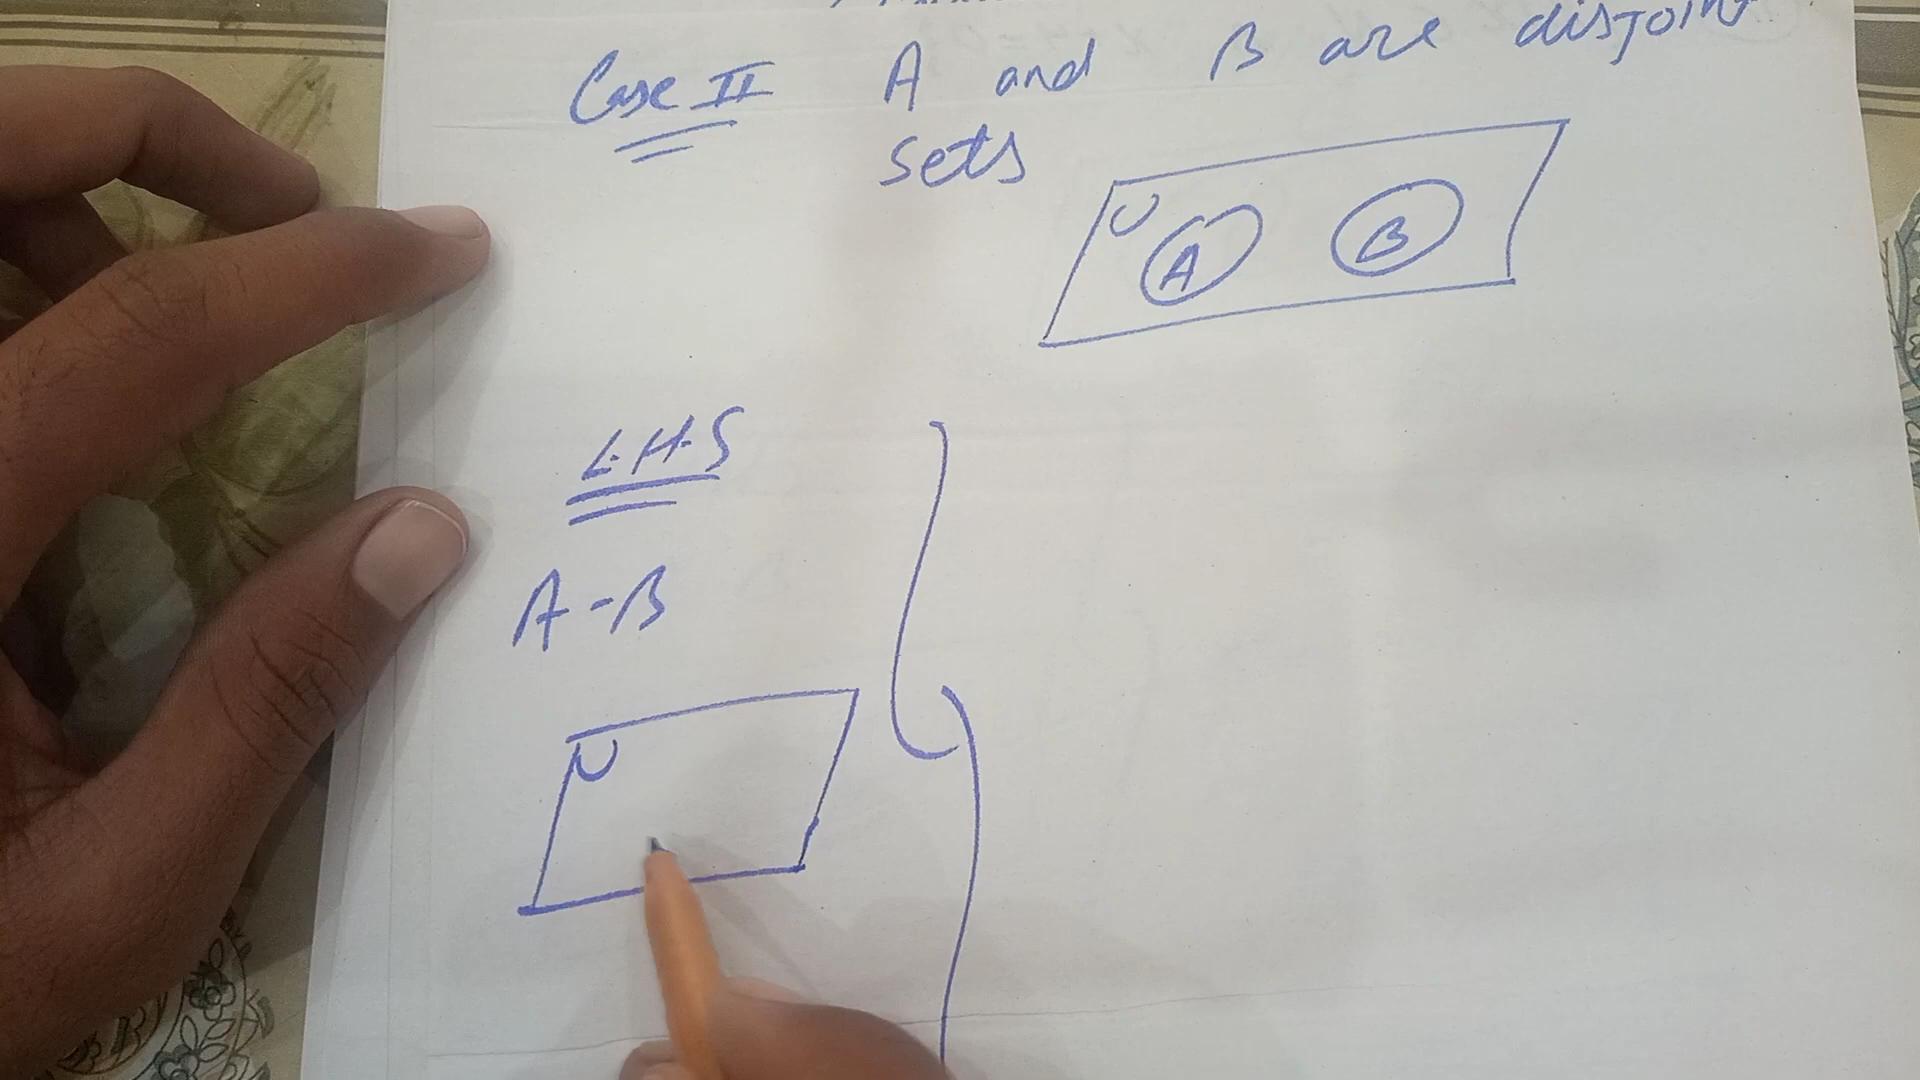 Case II A and B are disjoint
sets
U A B
L.H.S
A - B
U